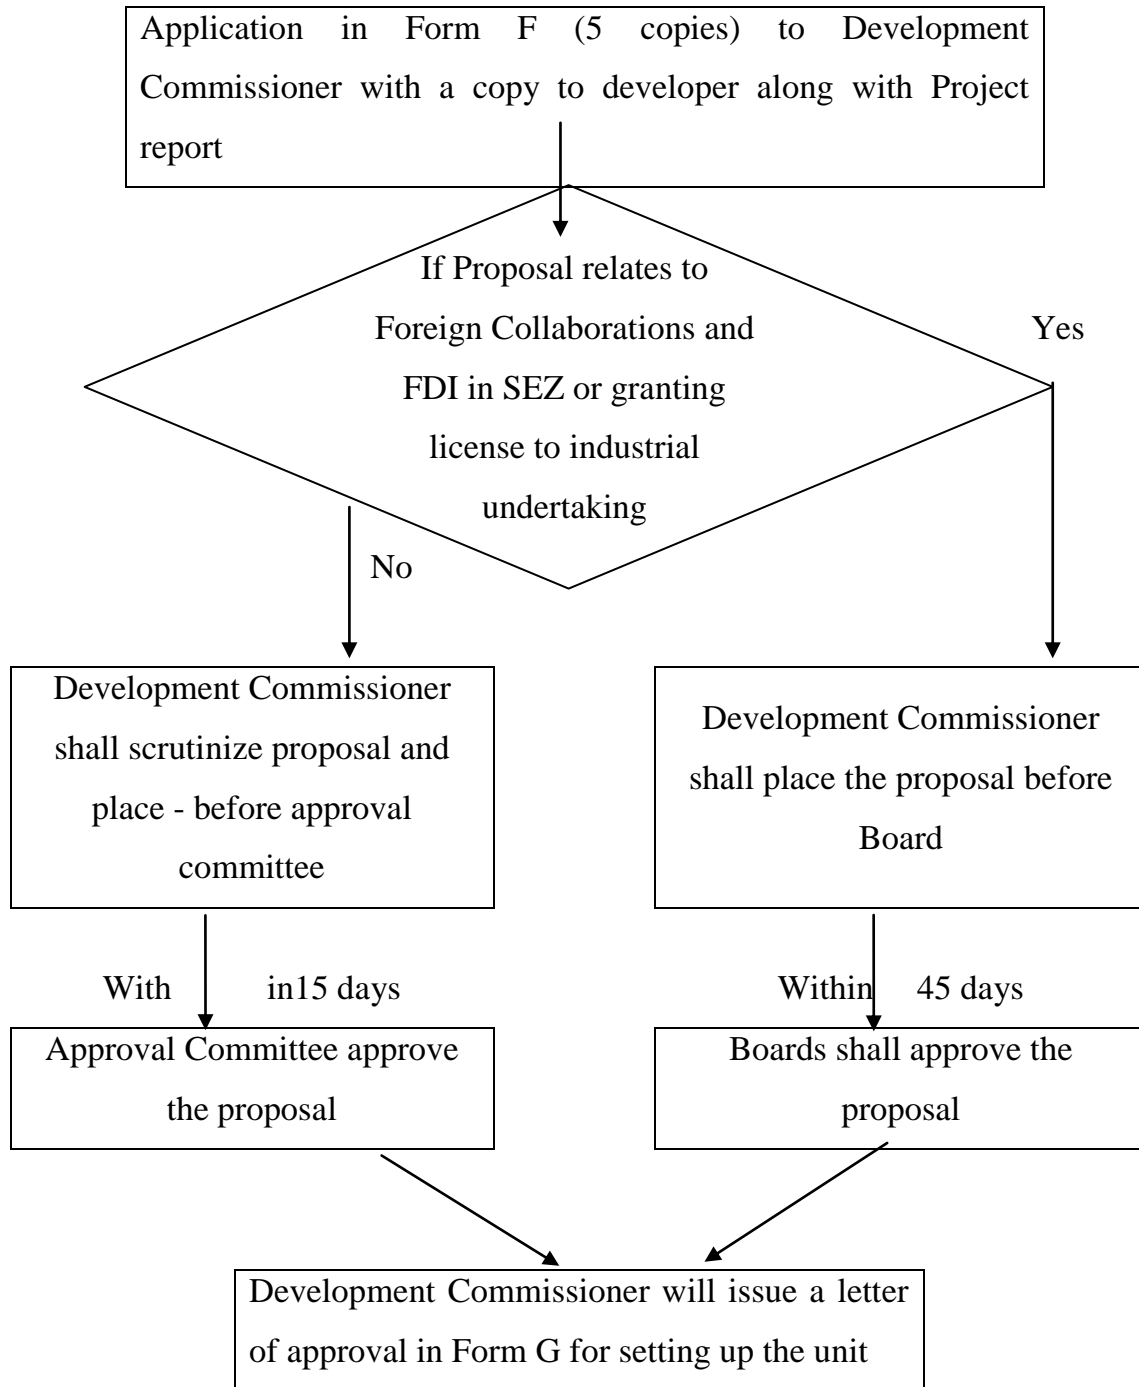 Application in Form F (5 copies) to Development
Commissioner with a copy to developer along with Project
report
If Proposal relates to
Foreign Collaborations and
FDI in SEZ or granting
license to industrial
undertaking
Yes
No
Development Commissioner
shall scrutinize proposal and
place - before approval
committee
Development Commissioner
shall place the proposal before
Board
With in15 days
Within 45 days
Approval Committee approve
the proposal
Boards shall approve the
proposal
Development Commissioner will issue a letter
of approval in Form G for setting up the unit